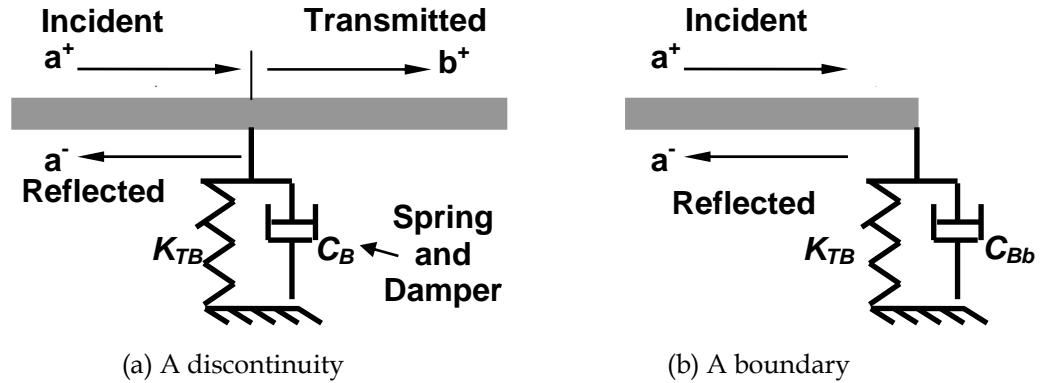 Incident
Transmitted
a+
b+
a-
Reflected
KTB
CB
Spring
and
Damper
(a) A discontinuity
Incident
a+
a-
Reflected
KTB
CBb
(b) A boundary